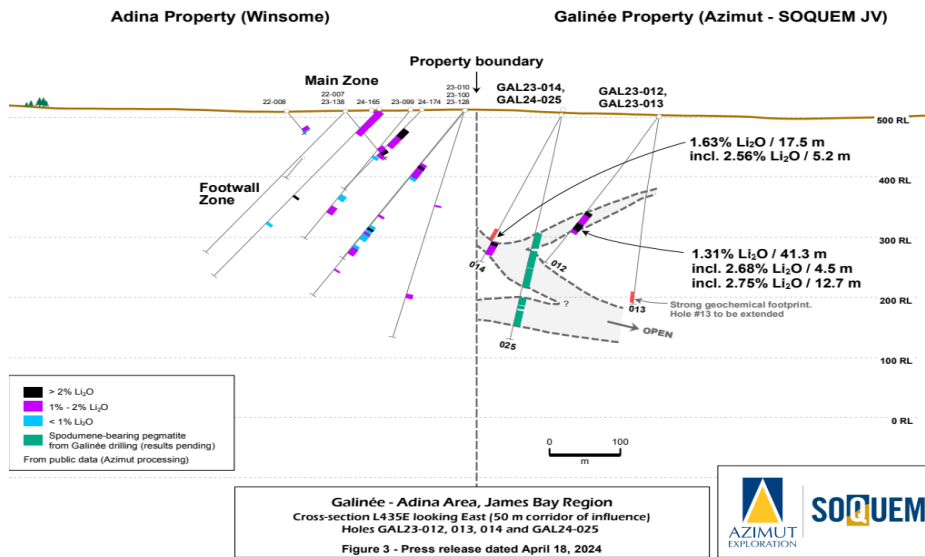 Adina Property (Winsome)
Galinée Property (Azimut - SOQUEM JV)
Property boundary
Main Zone
22-008
22-007
23-138
24-165
23-099
24-174
23-010
23-100
23-128
GAL23-014,
GAL24-025
GAL23-012,
GAL23-013
500 RL
1.63% Li₂O / 17.5 m
incl. 2.56% Li₂O / 5.2 m
400 RL
Footwall
Zone
300 RL
1.31% Li₂O / 41.3 m
incl. 2.68% Li₂O / 4.5 m
incl. 2.75% Li₂O / 12.7 m
014
012
200 RL
?
013
Strong geochemical footprint.
Hole #13 to be extended
OPEN
025
100 RL
> 2% Li₂O
1% - 2% Li₂O
< 1% Li₂O
Spodumene-bearing pegmatite
from Galinée drilling (results pending)
From public data (Azimut processing)
0 RL
0 100
m
Galinée - Adina Area, James Bay Region
Cross-section L435E looking East (50 m corridor of influence)
Holes GAL23-012, 013, 014 and GAL24-025
Figure 3 - Press release dated April 18, 2024
AZIMUT
EXPLORATION
SOQUEM